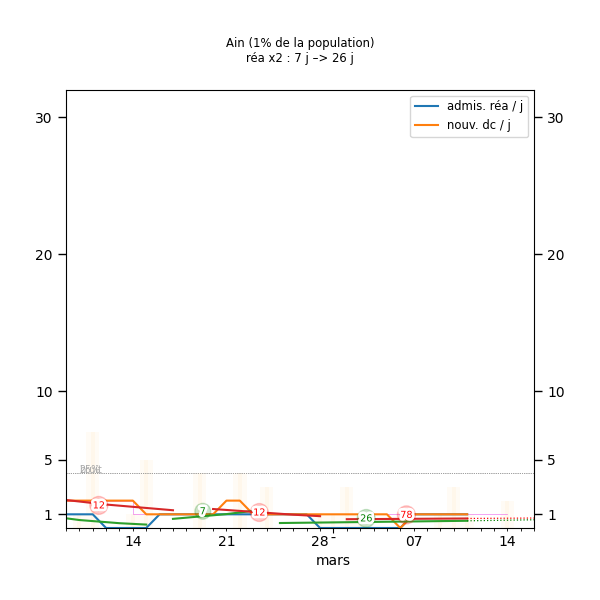 Ain (1% de la population)
réa x2 : 7 j –> 26 j
admis. réa / j
nouv. dc / j
30 30
20 20
10 10
5 5
25%
12 7 12 26 78
1 1
14 21 28 07 14
mars